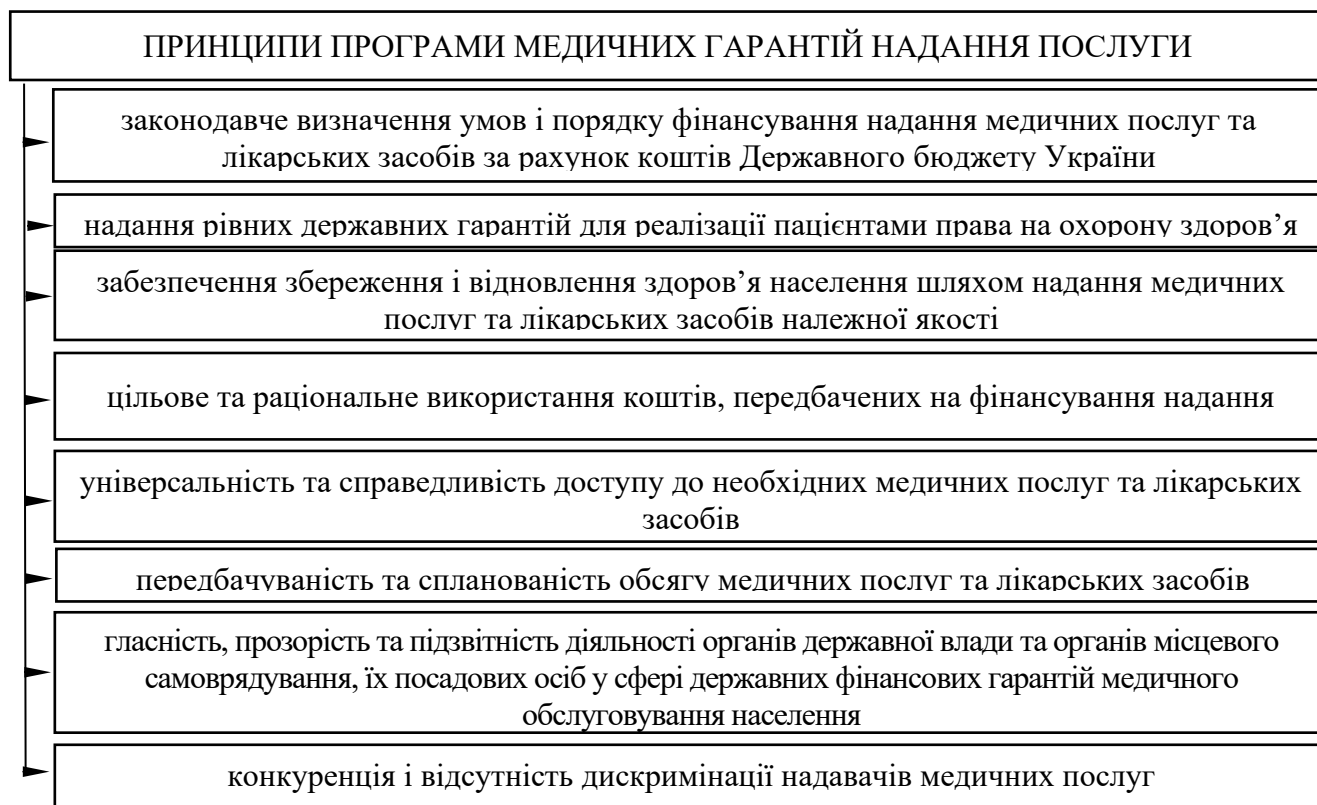 ПРИНЦИПИ ПРОГРАМИ МЕДИЧНИХ ГАРАНТІЙ НАДАННЯ ПОСЛУГИ
законодавче визначення умов і порядку фінансування надання медичних послуг та
лікарських засобів за рахунок коштів Державного бюджету України
надання рівних державних гарантій для реалізації пацієнтами права на охорону здоров’я
забезпечення збереження і відновлення здоров’я населення шляхом надання медичних
послуг та лікарських засобів належної якості
цільове та раціональне використання коштів, передбачених на фінансування надання
універсальність та справедливість доступу до необхідних медичних послуг та лікарських
засобів
передбачуваність та спланованість обсягу медичних послуг та лікарських засобів
гласність, прозорість та підзвітність діяльності органів державної влади та органів місцевого
самоврядування, їх посадових осіб у сфері державних фінансових гарантій медичного
обслуговування населення
конкуренція і відсутність дискримінації надавачів медичних послуг